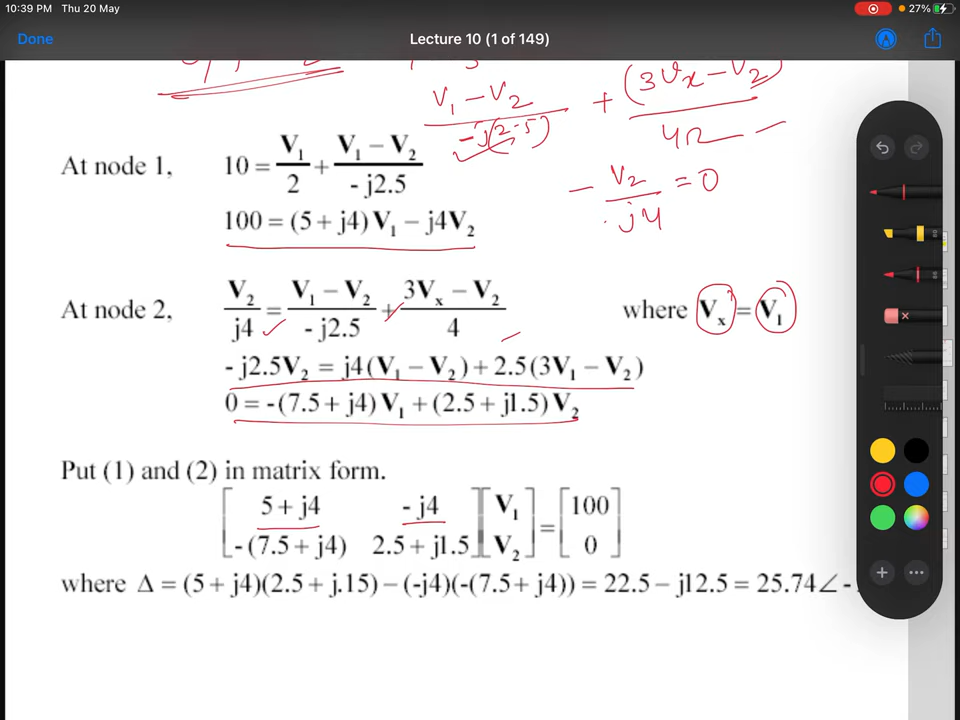 10:39 PM Thu 20 May
27%
Done
Lecture 10 (1 of 149)
V₁ − V₂ / −j(2·5) + (3Vx − V₂) / 4Ω
− V₂ / j4 = 0
At node 1, 10 = V₁/2 + (V₁ − V₂)/(- j2.5)
100 = (5 + j4) V₁ − j4V₂
At node 2, V₂/j4 = (V₁ − V₂)/(- j2.5) + (3Vₓ − V₂)/4 where Vₓ = V₁
- j2.5V₂ = j4(V₁ − V₂) + 2.5(3V₁ − V₂)
0 = -(7.5 + j4) V₁ + (2.5 + j1.5) V₂
Put (1) and (2) in matrix form.
[5 + j4 - j4; -(7.5 + j4) 2.5 + j1.5] [V₁; V₂] = [100; 0]
where Δ = (5 + j4)(2.5 + j.15) − (-j4)(-(7.5 + j4)) = 22.5 − j12.5 = 25.74∠ -